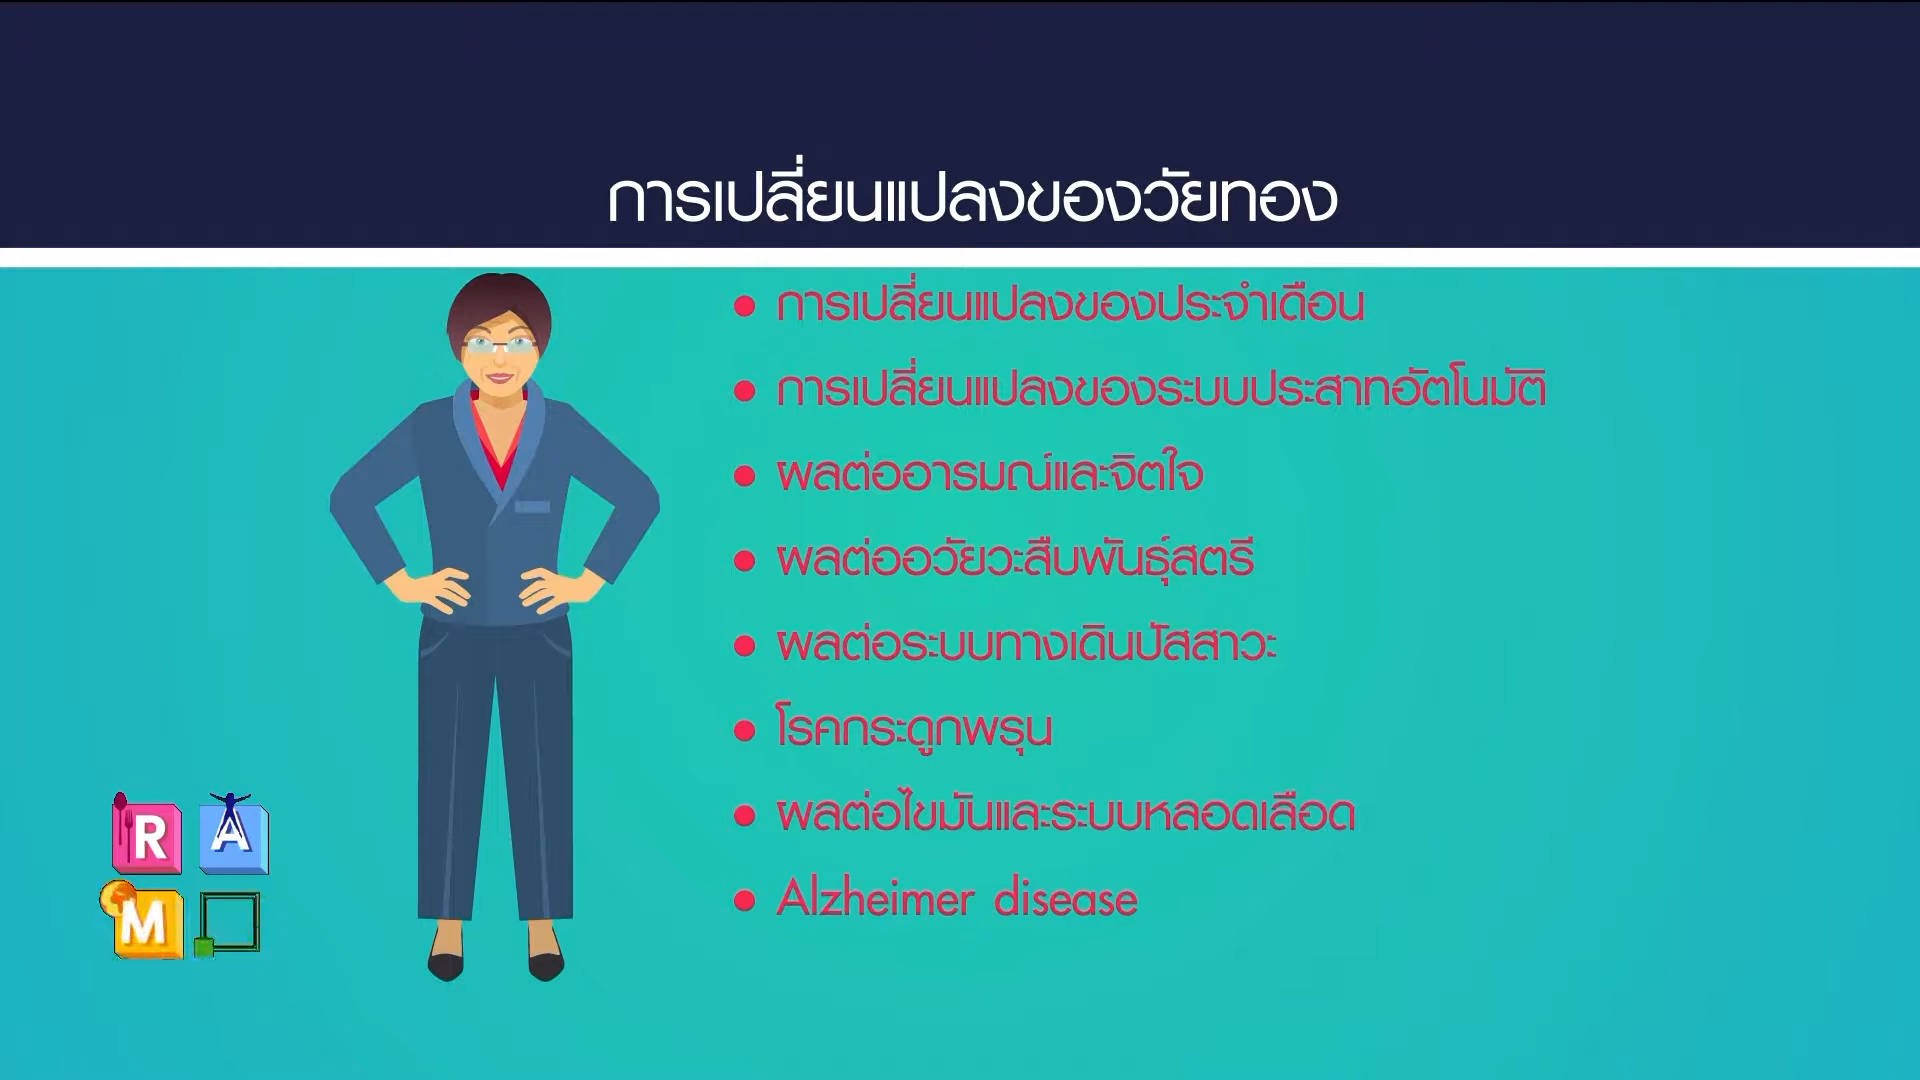 การเปลี่ยนแปลงของวัยทอง
• การเปลี่ยนแปลงของประจำเดือน
• การเปลี่ยนแปลงของระบบประสาทอัตโนมัติ
• ผลต่ออารมณ์และจิตใจ
• ผลต่ออวัยวะสืบพันธุ์สตรี
• ผลต่อระบบทางเดินปัสสาวะ
• โรคกระดูกพรุน
• ผลต่อไขมันและระบบหลอดเลือด
• Alzheimer disease
R A
M